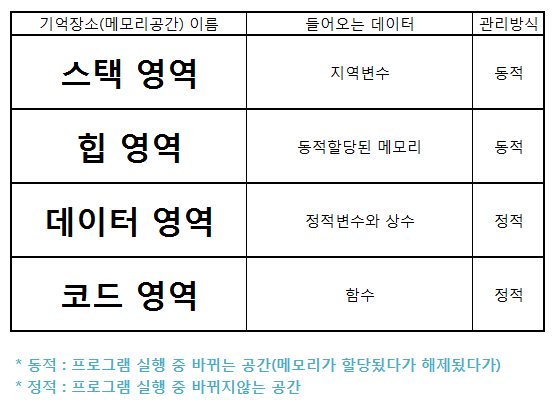 기억장소(메모리공간) 이름 들어오는 데이터 관리방식
스택 영역 지역변수 동적
힙 영역 동적할당된 메모리 동적
데이터 영역 정적변수와 상수 정적
코드 영역 함수 정적
* 동적 : 프로그램 실행 중 바뀌는 공간(메모리가 할당됬다가 해제됬다가)
* 정적 : 프로그램 실행 중 바뀌지않는 공간